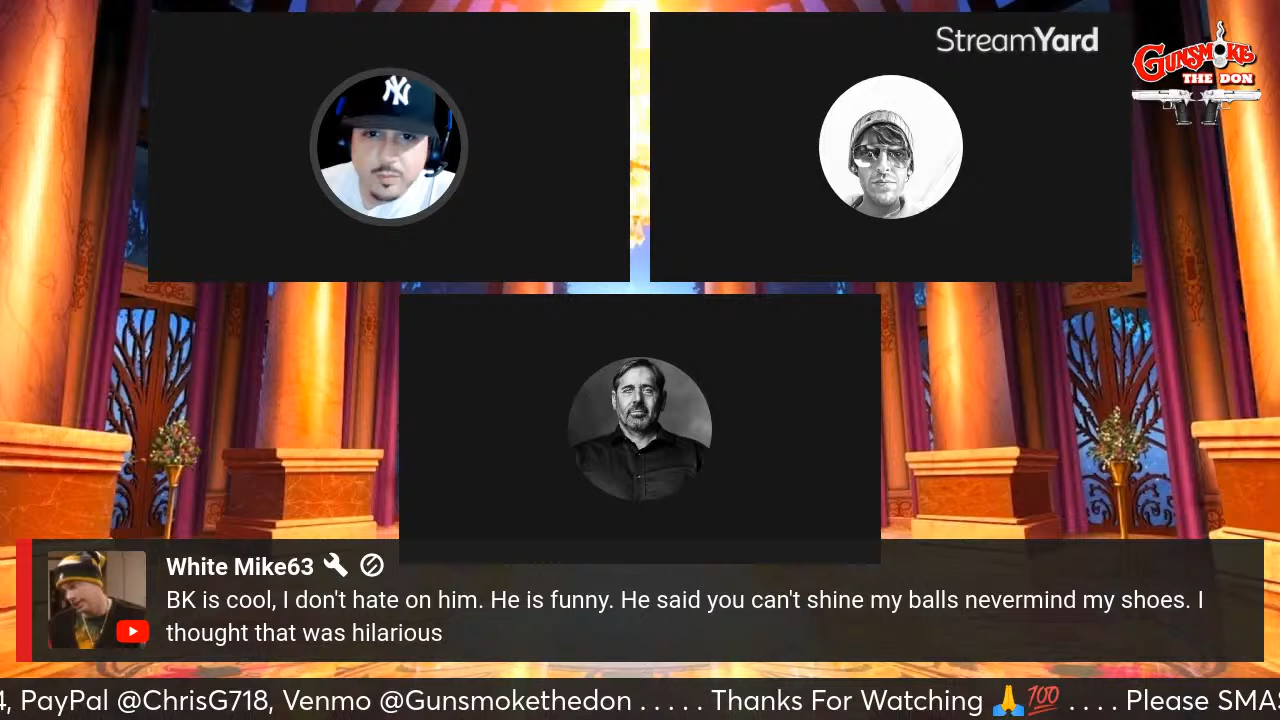 StreamYard
GUNSMOKE
THE DON
NY
White Mike63
BK is cool, I don't hate on him. He is funny. He said you can't shine my balls nevermind my shoes. I
thought that was hilarious
4, PayPal @ChrisG718, Venmo @Gunsmokethedon . . . . . Thanks For Watching 🙏💯 . . . . Please SMAS